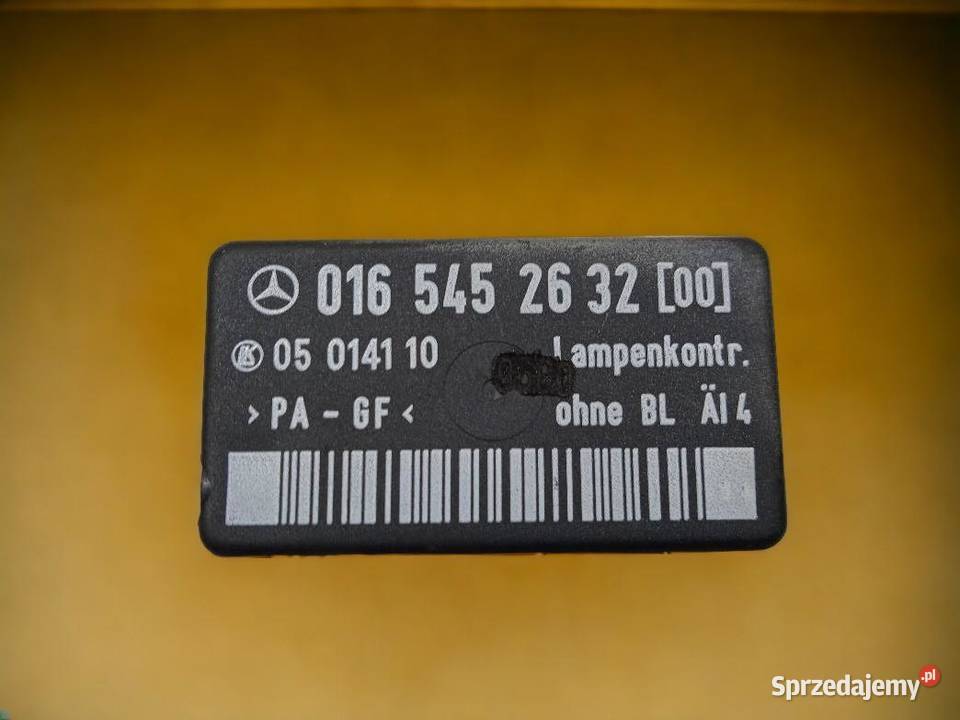 016 545 26 32 [00]
05 0141 10 Lampenkontr.
> PA - GF < ohne BL ÄI 4
Sprzedajemy.pl